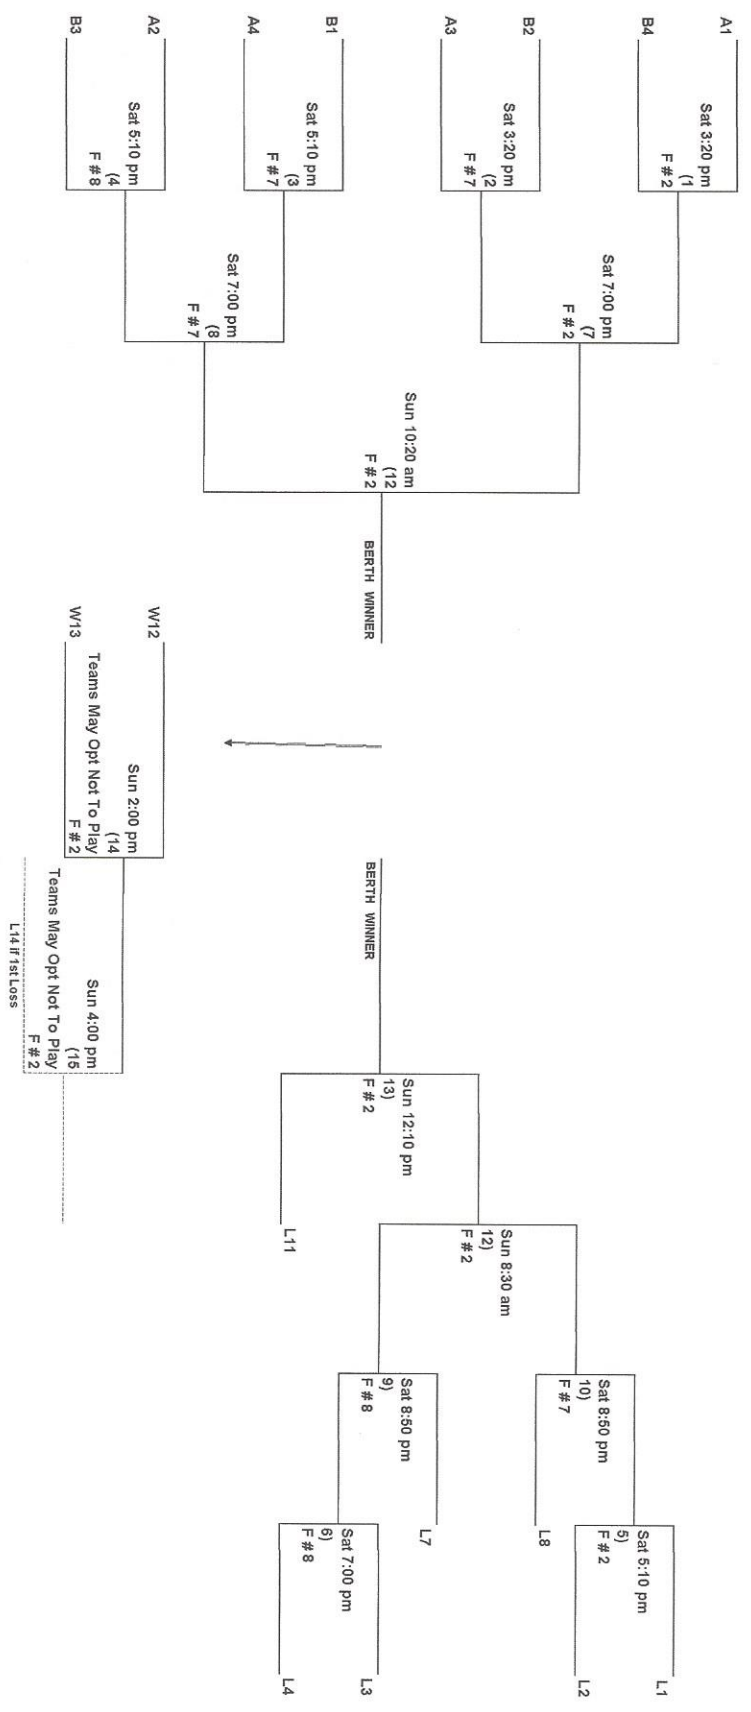 A1
Sat 3:20 pm
(1
F # 2
B4
Sat 7:00 pm
(7
F # 2
B2
Sat 3:20 pm
(2
F # 7
A3
Sun 10:20 am
(12
F # 2
BERTH WINNER
B1
Sat 5:10 pm
(3
F # 7
A4
Sat 7:00 pm
(8
F # 7
A2
Sat 5:10 pm
(4
F # 8
B3
L1
Sat 5:10 pm
5)
F # 2
L2
Sat 8:50 pm
10)
F # 7
L8
Sun 8:30 am
12)
F # 2
L7
Sat 8:50 pm
9)
F # 8
L3
Sat 7:00 pm
6)
F # 8
L4
Sun 12:10 pm
13)
F # 2
BERTH WINNER
L11
W12
Sun 2:00 pm
(14
Teams May Opt Not To Play
F # 2
W13
Sun 4:00 pm
(15
Teams May Opt Not To Play
F # 2
L14 if 1st Loss